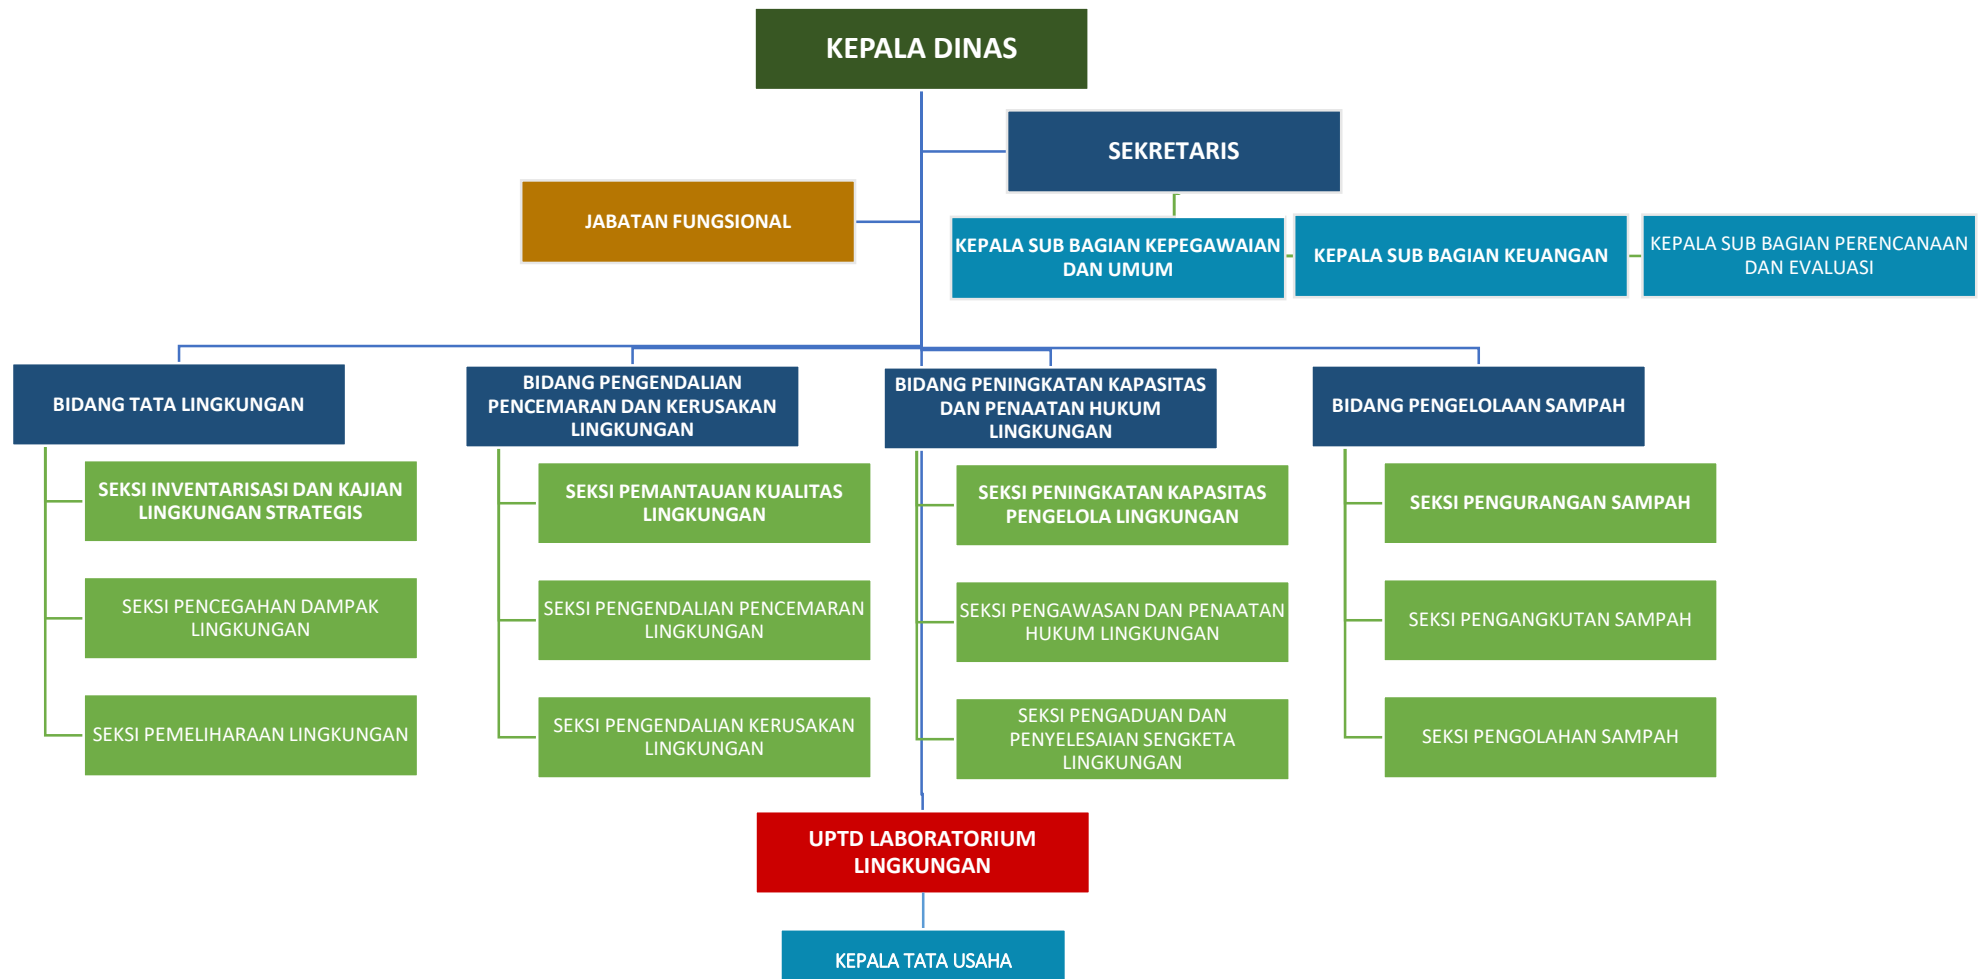 KEPALA DINAS
SEKRETARIS
JABATAN FUNGSIONAL
KEPALA SUB BAGIAN KEPEGAWAIAN
DAN UMUM
KEPALA SUB BAGIAN KEUANGAN
KEPALA SUB BAGIAN PERENCANAAN
DAN EVALUASI
BIDANG TATA LINGKUNGAN
BIDANG PENGENDALIAN
PENCEMARAN DAN KERUSAKAN
LINGKUNGAN
BIDANG PENINGKATAN KAPASITAS
DAN PENAATAN HUKUM
LINGKUNGAN
BIDANG PENGELOLAAN SAMPAH
SEKSI INVENTARISASI DAN KAJIAN
LINGKUNGAN STRATEGIS
SEKSI PEMANTAUAN KUALITAS
LINGKUNGAN
SEKSI PENINGKATAN KAPASITAS
PENGELOLA LINGKUNGAN
SEKSI PENGURANGAN SAMPAH
SEKSI PENCEGAHAN DAMPAK
LINGKUNGAN
SEKSI PENGENDALIAN PENCEMARAN
LINGKUNGAN
SEKSI PENGAWASAN DAN PENAATAN
HUKUM LINGKUNGAN
SEKSI PENGANGKUTAN SAMPAH
SEKSI PEMELIHARAAN LINGKUNGAN
SEKSI PENGENDALIAN KERUSAKAN
LINGKUNGAN
SEKSI PENGADUAN DAN
PENYELESAIAN SENGKETA
LINGKUNGAN
SEKSI PENGOLAHAN SAMPAH
UPTD LABORATORIUM
LINGKUNGAN
KEPALA TATA USAHA